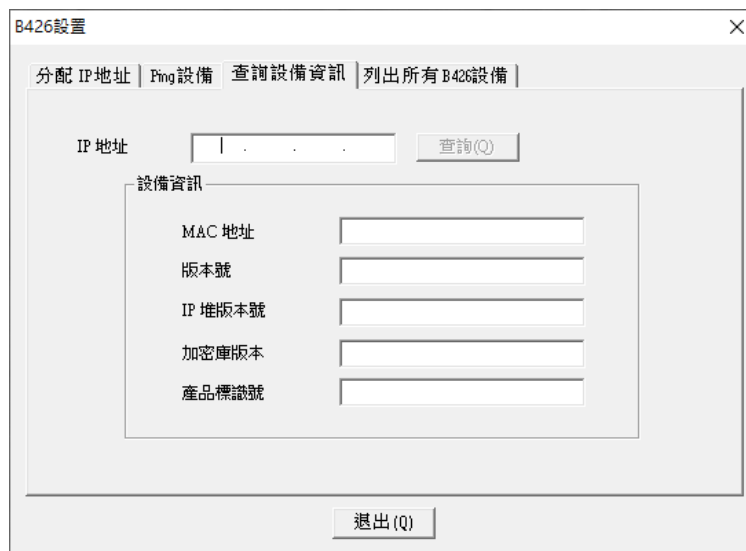 B426設置
分配 IP地址 Ping設備 查詢設備資訊 列出所有 B426設備
IP 地址 . . . 查詢(Q)
設備資訊
MAC 地址
版本號
IP 堆版本號
加密庫版本
產品標識號
退出(Q)